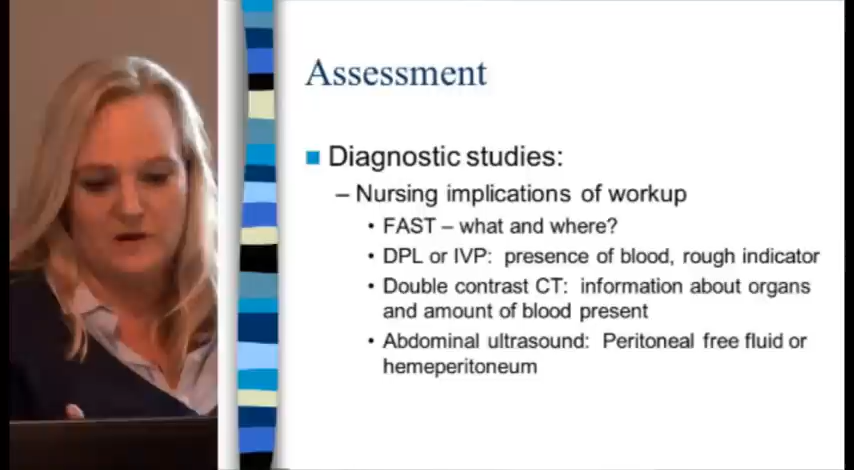 Assessment
Diagnostic studies:
– Nursing implications of workup
• FAST – what and where?
• DPL or IVP: presence of blood, rough indicator
• Double contrast CT: information about organs
and amount of blood present
• Abdominal ultrasound: Peritoneal free fluid or
hemeperitoneum